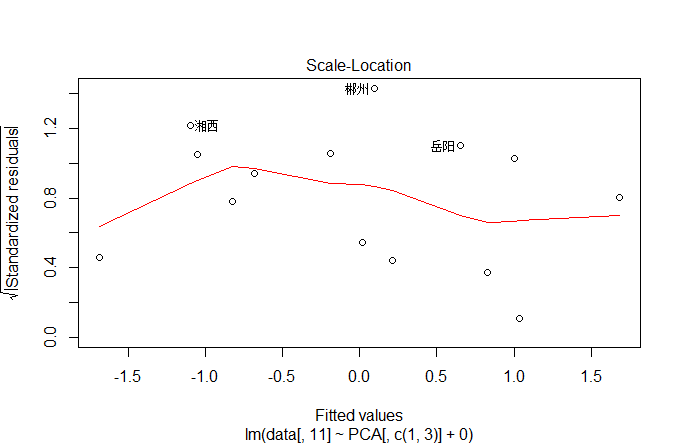 Scale-Location
√|Standardized residuals|
1.2
0.8
0.4
0.0
郴州
湘西
岳阳
-1.5 -1.0 -0.5 0.0 0.5 1.0 1.5
Fitted values
lm(data[, 11] ~ PCA[, c(1, 3)] + 0)